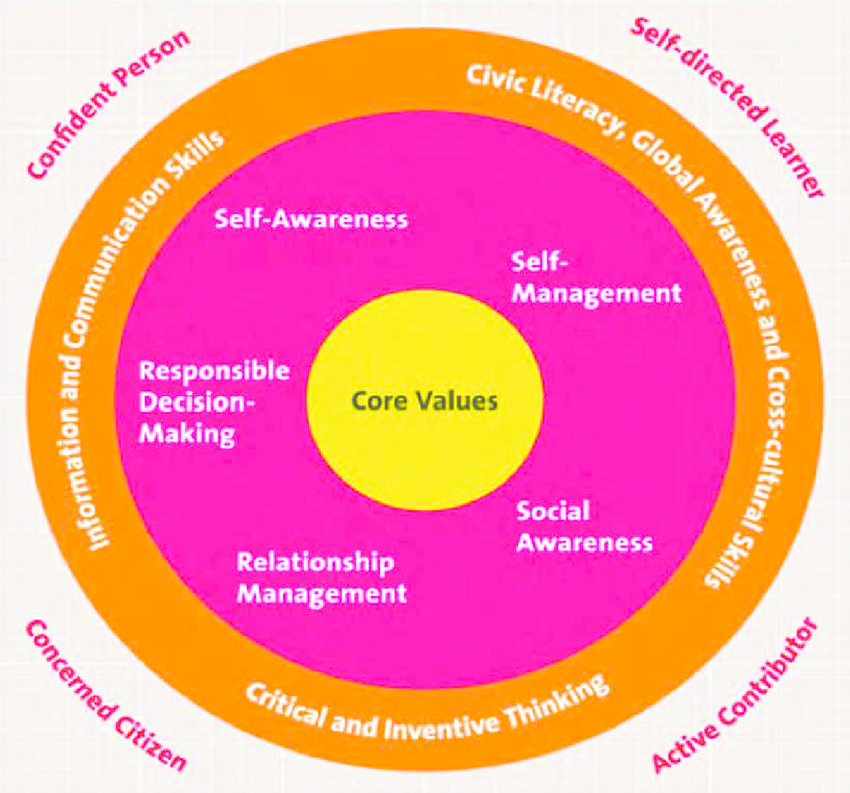 Confident Person
Self-directed Learner
Information and Communication Skills
Civic Literacy, Global Awareness and Cross-cultural Skills
Self-Awareness
Self-
Management
Responsible
Decision-
Making
Core Values
Social
Awareness
Relationship
Management
Critical and Inventive Thinking
Concerned Citizen
Active Contributor